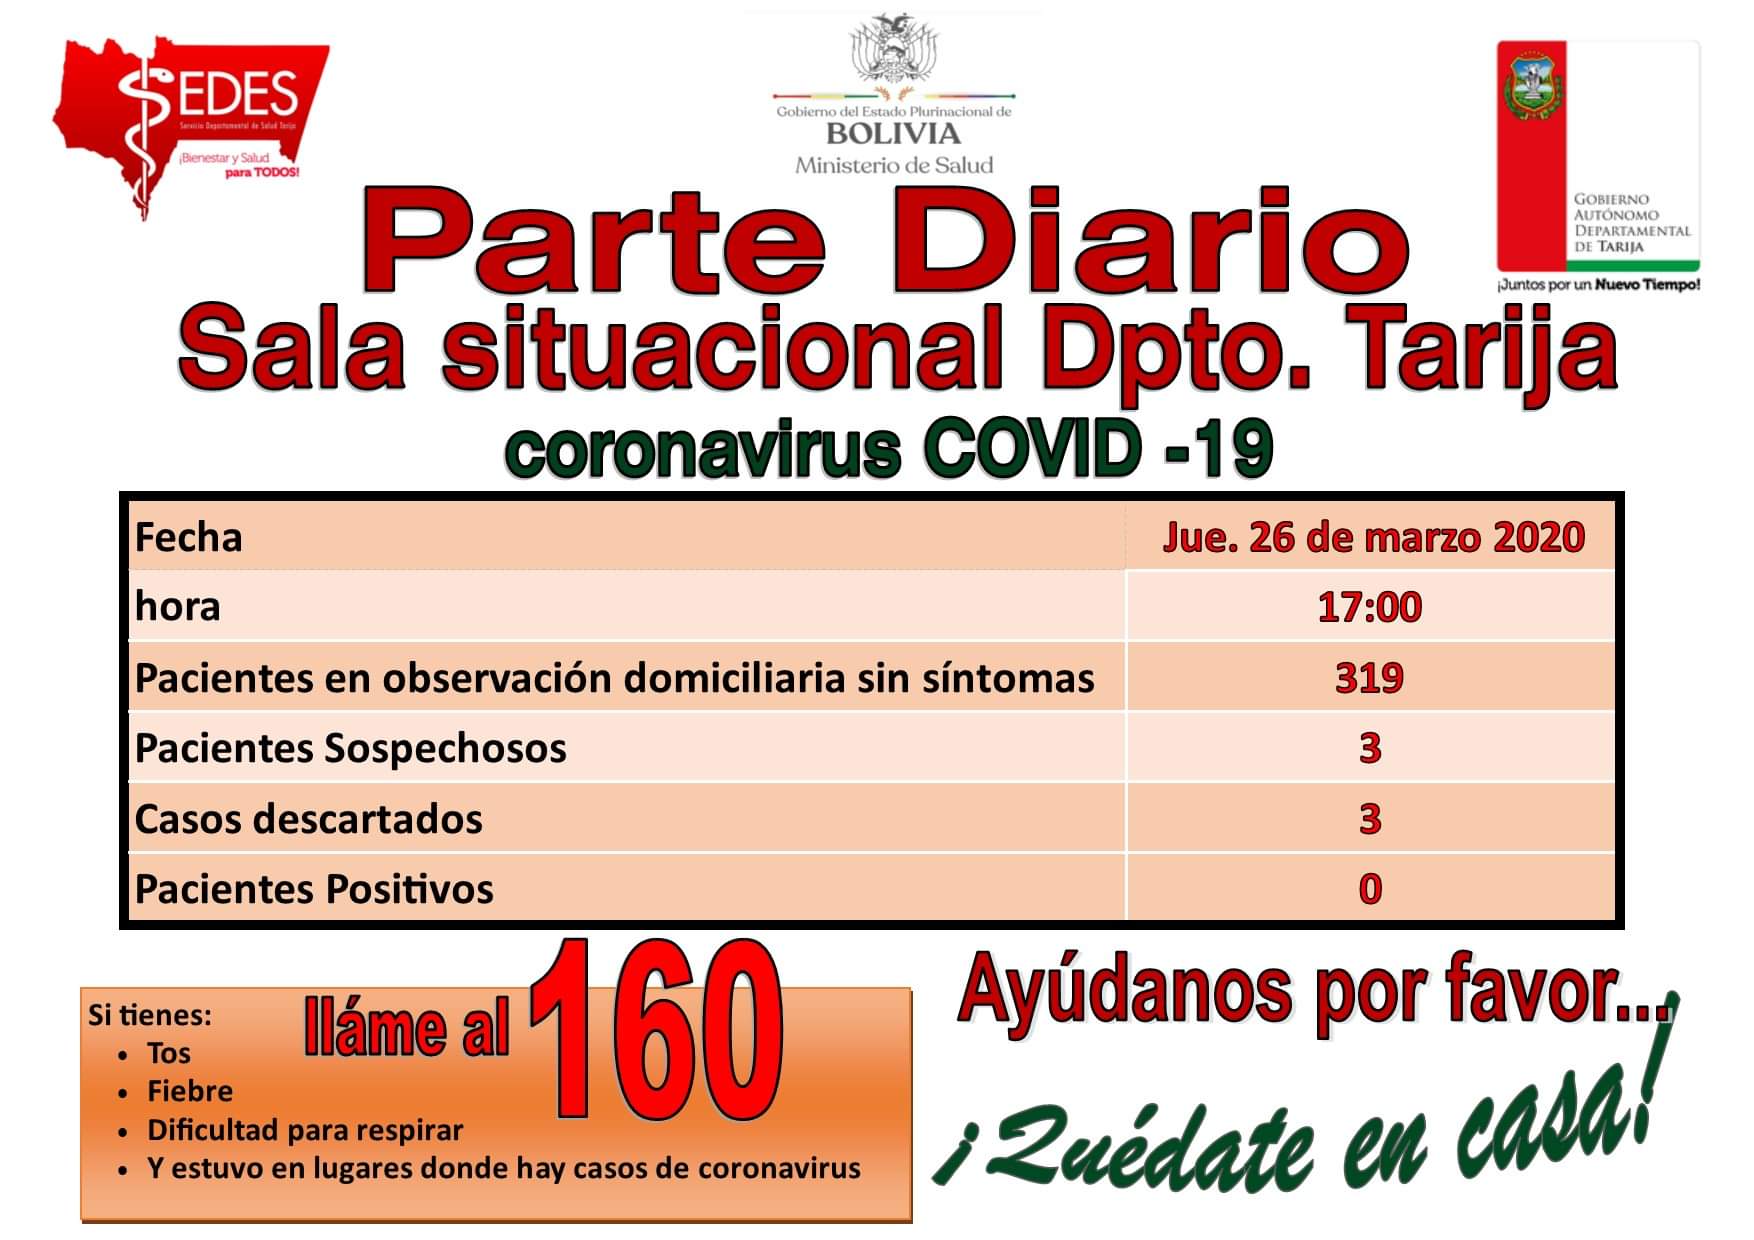 SEDES
Servicio Departamental de Salud Tarija
¡Bienestar y Salud
para TODOS!
Gobierno del Estado Plurinacional de
BOLIVIA
Ministerio de Salud
GOBIERNO
AUTÓNOMO
DEPARTAMENTAL
DE TARIJA
¡Juntos por un Nuevo Tiempo!
Parte Diario
Sala situacional Dpto. Tarija
coronavirus COVID -19
Fecha Jue. 26 de marzo 2020
hora 17:00
Pacientes en observación domiciliaria sin síntomas 319
Pacientes Sospechosos 3
Casos descartados 3
Pacientes Positivos 0
Si tienes:
• Tos
• Fiebre
• Dificultad para respirar
• Y estuvo en lugares donde hay casos de coronavirus
lláme al 160
Ayúdanos por favor...
¡Quédate en casa!